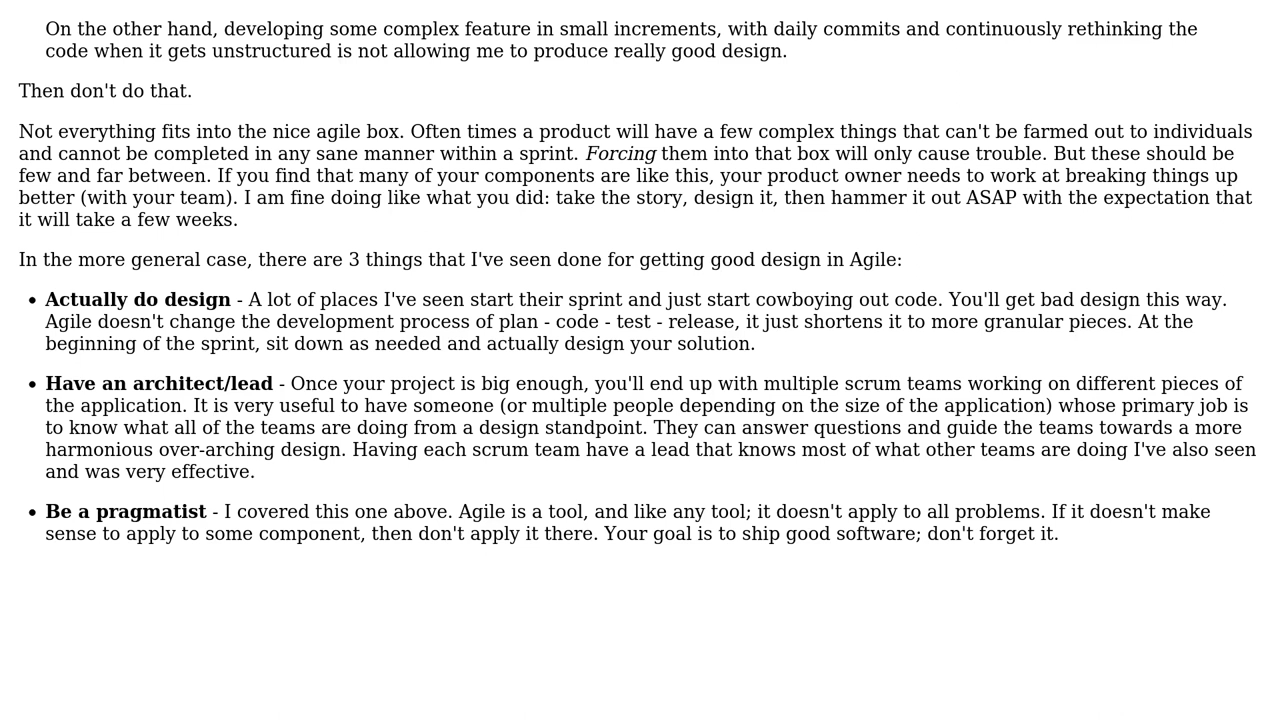 On the other hand, developing some complex feature in small increments, with daily commits and continuously rethinking the
code when it gets unstructured is not allowing me to produce really good design.
Then don't do that.
Not everything fits into the nice agile box. Often times a product will have a few complex things that can't be farmed out to individuals
and cannot be completed in any sane manner within a sprint. Forcing them into that box will only cause trouble. But these should be
few and far between. If you find that many of your components are like this, your product owner needs to work at breaking things up
better (with your team). I am fine doing like what you did: take the story, design it, then hammer it out ASAP with the expectation that
it will take a few weeks.
In the more general case, there are 3 things that I've seen done for getting good design in Agile:
• Actually do design - A lot of places I've seen start their sprint and just start cowboying out code. You'll get bad design this way.
Agile doesn't change the development process of plan - code - test - release, it just shortens it to more granular pieces. At the
beginning of the sprint, sit down as needed and actually design your solution.
• Have an architect/lead - Once your project is big enough, you'll end up with multiple scrum teams working on different pieces of
the application. It is very useful to have someone (or multiple people depending on the size of the application) whose primary job is
to know what all of the teams are doing from a design standpoint. They can answer questions and guide the teams towards a more
harmonious over-arching design. Having each scrum team have a lead that knows most of what other teams are doing I've also seen
and was very effective.
• Be a pragmatist - I covered this one above. Agile is a tool, and like any tool; it doesn't apply to all problems. If it doesn't make
sense to apply to some component, then don't apply it there. Your goal is to ship good software; don't forget it.